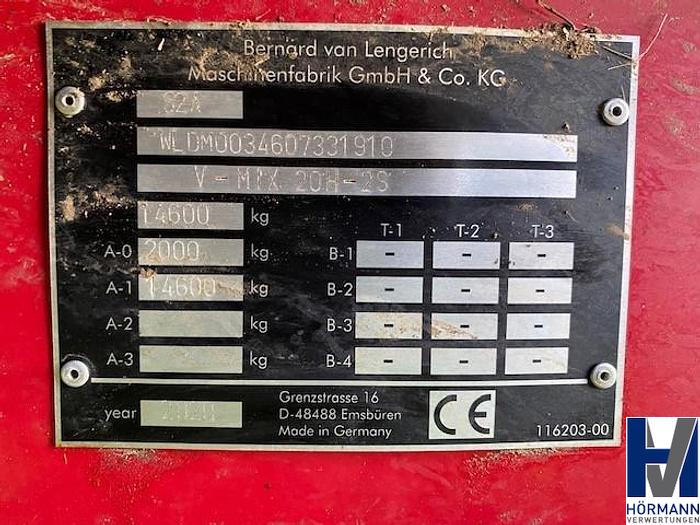 Bernard van Lengerich
Maschinenfabrik GmbH & Co. KG
S2A
WLDM0034607331910
V - MIX 20H-2S
14600 kg
T-1 T-2 T-3
A-0 2000 kg B-1 - - -
A-1 14600 kg B-2 - - -
A-2 kg B-3 - - -
A-3 kg B-4 - - -
year
Grenzstrasse 16
D-48488 Emsbüren
Made in Germany
CE
116203-00
HÖRMANN
VERWERTUNGEN